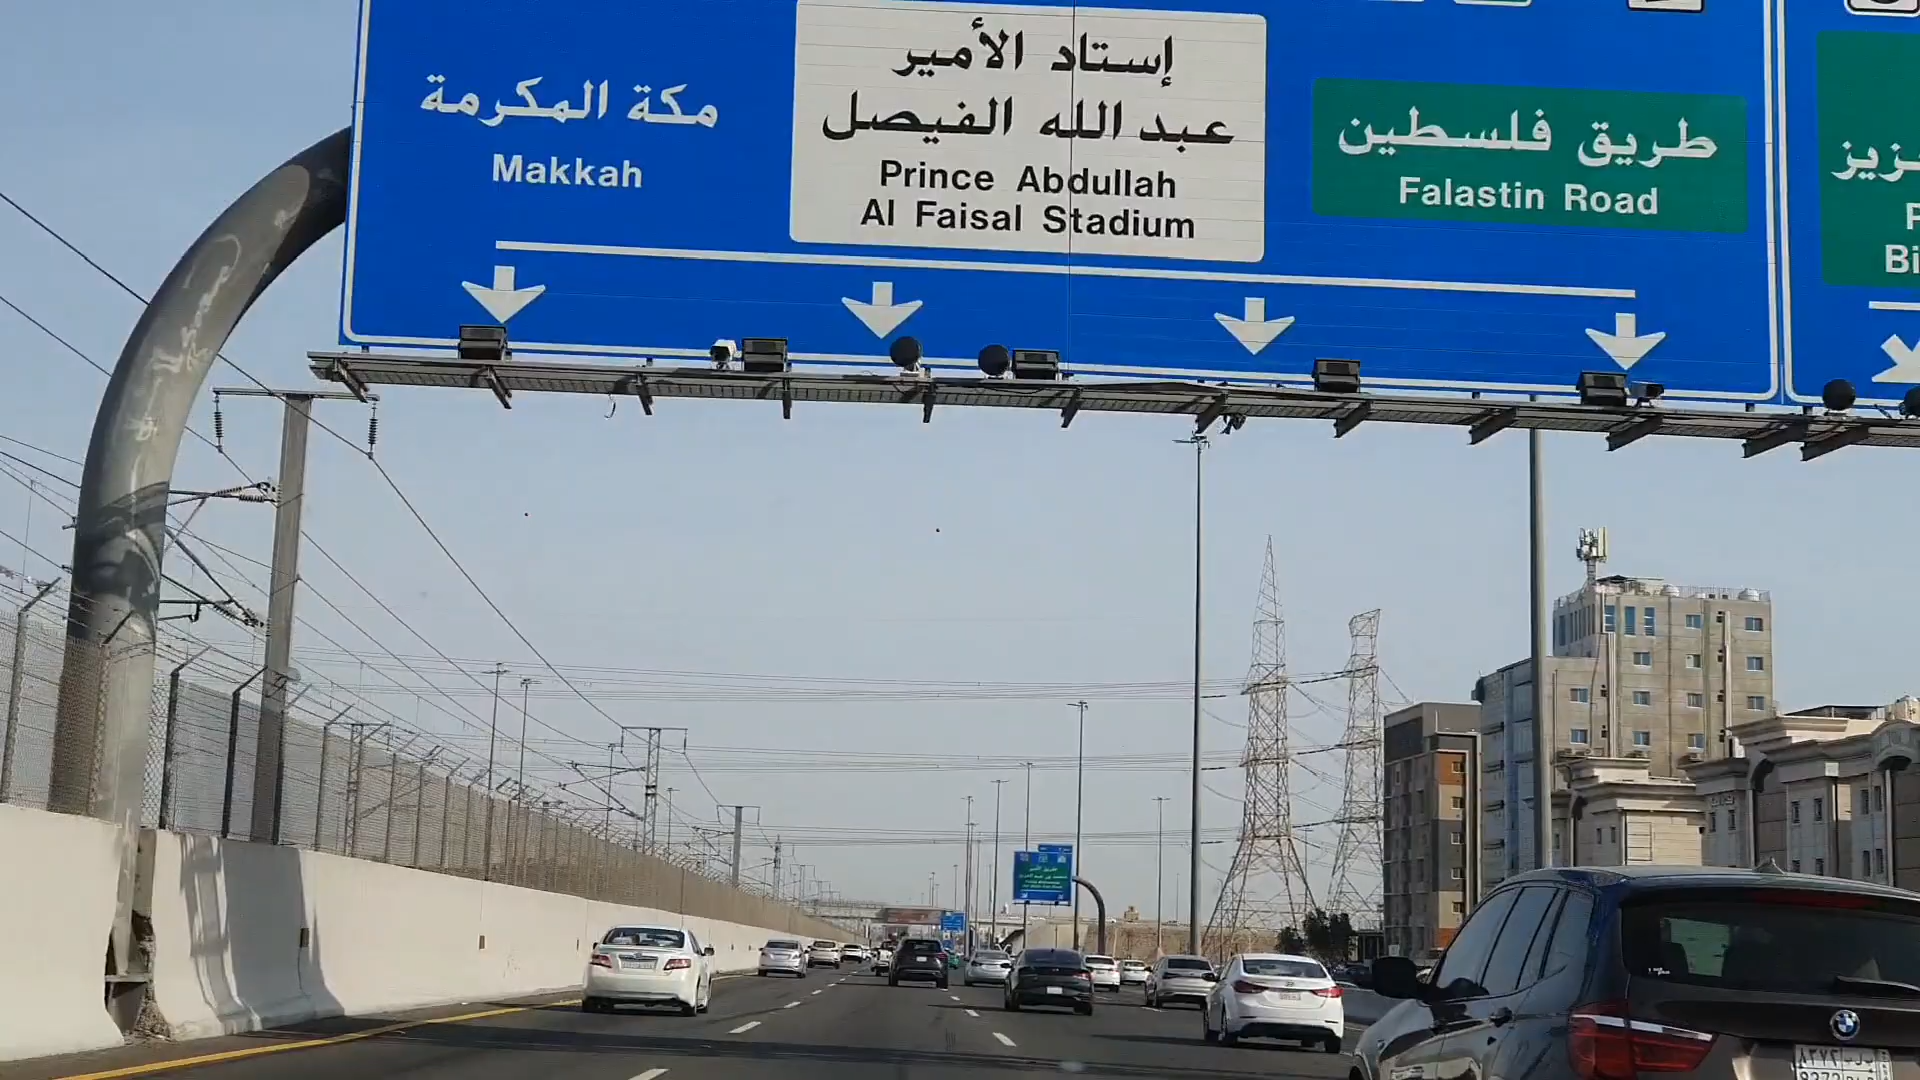 مكة المكرمة
Makkah
إستاد الأمير
عبد الله الفيصل
Prince Abdullah
Al Faisal Stadium
طريق فلسطين
Falastin Road